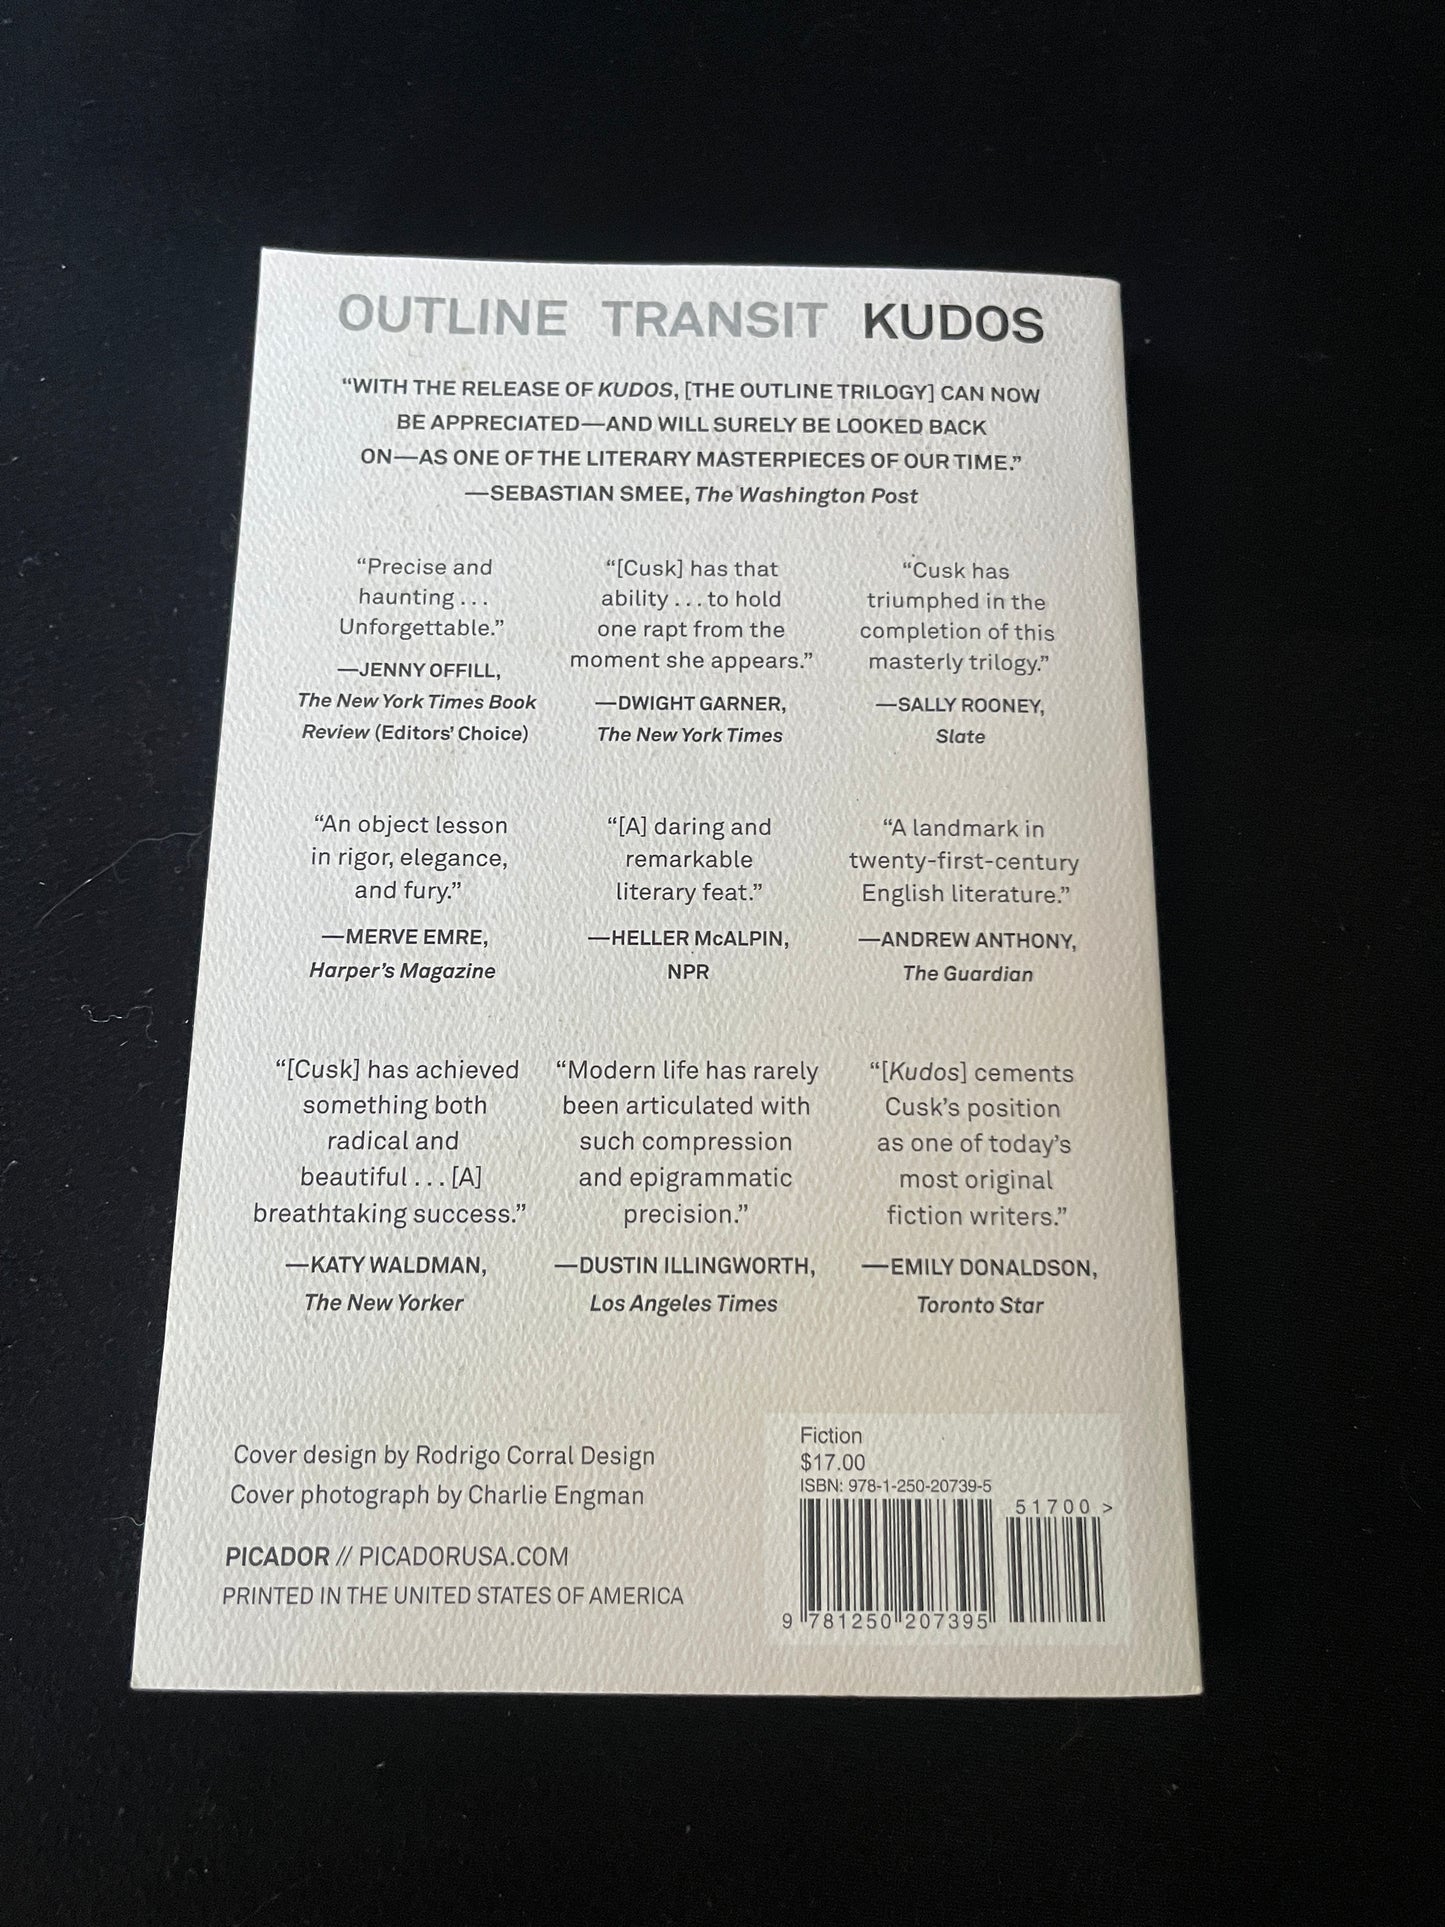 OUTLINE TRANSIT KUDOS
“WITH THE RELEASE OF KUDOS, [THE OUTLINE TRILOGY] CAN NOW
BE APPRECIATED—AND WILL SURELY BE LOOKED BACK
ON—AS ONE OF THE LITERARY MASTERPIECES OF OUR TIME.”
—SEBASTIAN SMEE, The Washington Post
“Precise and
haunting . . .
Unforgettable.”
—JENNY OFFILL,
The New York Times Book
Review (Editors’ Choice)
“[Cusk] has that
ability . . . to hold
one rapt from the
moment she appears.”
—DWIGHT GARNER,
The New York Times
“Cusk has
triumphed in the
completion of this
masterly trilogy.”
—SALLY ROONEY,
Slate
“An object lesson
in rigor, elegance,
and fury.”
—MERVE EMRE,
Harper’s Magazine
“[A] daring and
remarkable
literary feat.”
—HELLER McALPIN,
NPR
“A landmark in
twenty-first-century
English literature.”
—ANDREW ANTHONY,
The Guardian
“[Cusk] has achieved
something both
radical and
beautiful . . . [A]
breathtaking success.”
—KATY WALDMAN,
The New Yorker
“Modern life has rarely
been articulated with
such compression
and epigrammatic
precision.”
—DUSTIN ILLINGWORTH,
Los Angeles Times
“[Kudos] cements
Cusk’s position
as one of today’s
most original
fiction writers.”
—EMILY DONALDSON,
Toronto Star
Cover design by Rodrigo Corral Design
Cover photograph by Charlie Engman
PICADOR // PICADORUSA.COM
PRINTED IN THE UNITED STATES OF AMERICA
Fiction
$17.00
ISBN: 978-1-250-20739-5
51700 >
9 781250 207395